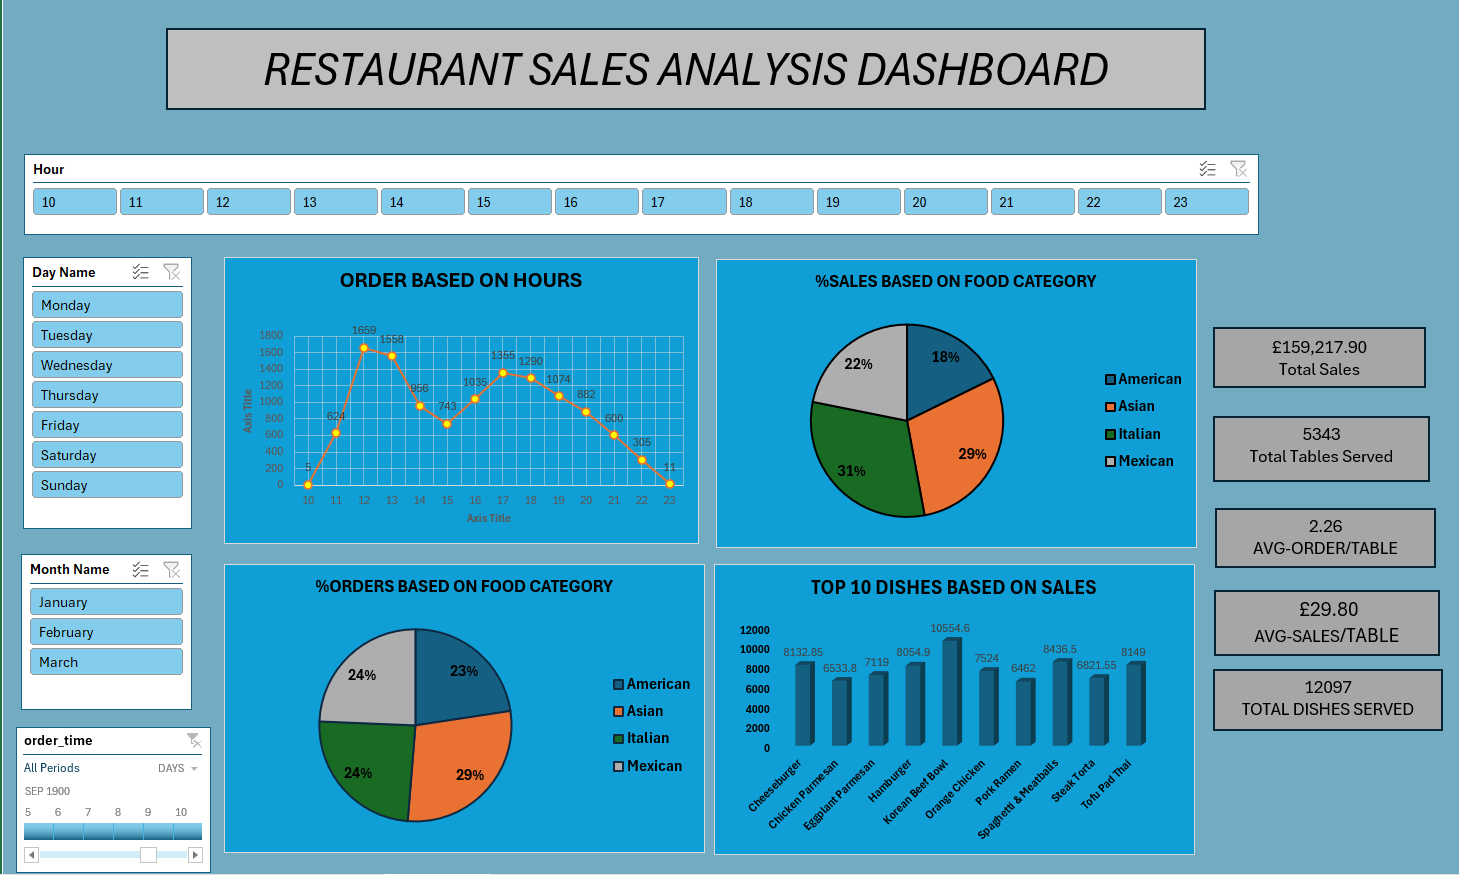 RESTAURANT SALES ANALYSIS DASHBOARD
Hour
10 11 12 13 14 15 16 17 18 19 20 21 22 23
Day Name
Monday
Tuesday
Wednesday
Thursday
Friday
Saturday
Sunday
Month Name
January
February
March
order_time
All Periods DAYS
SEP 1900
5 6 7 8 9 10
ORDER BASED ON HOURS
Axis Title
1800
1600
1400
1200
1000
800
600
400
200
0
5 624 1659 1558 956 743 1035 1355 1290 1074 882 600 305 11
10 11 12 13 14 15 16 17 18 19 20 21 22 23
Axis Title
%SALES BASED ON FOOD CATEGORY
18%
29%
31%
22%
American
Asian
Italian
Mexican
%ORDERS BASED ON FOOD CATEGORY
23%
29%
24%
24%
American
Asian
Italian
Mexican
TOP 10 DISHES BASED ON SALES
12000
10000
8000
6000
4000
2000
0
8132.85 6533.8 7119 8054.9 10554.6 7524 6462 8436.5 6821.55 8149
Cheeseburger
Chicken Parmesan
Eggplant Parmesan
Hamburger
Korean Beef Bowl
Orange Chicken
Pork Ramen
Spaghetti & Meatballs
Steak Torta
Tofu Pad Thai
£159,217.90
Total Sales
5343
Total Tables Served
2.26
AVG-ORDER/TABLE
£29.80
AVG-SALES/TABLE
12097
TOTAL DISHES SERVED